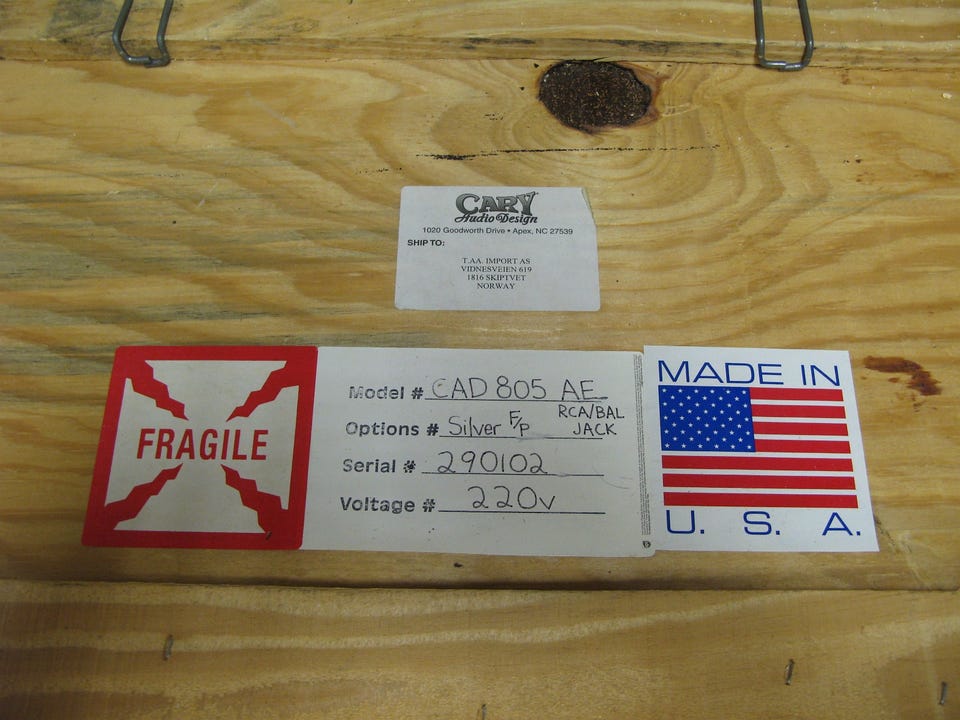 CARY
Audio Design
1020 Goodworth Drive • Apex, NC 27539
SHIP TO:
T.AA. IMPORT AS
VIDNESVEIEN 619
1816 SKIPTVET
NORWAY
FRAGILE
Model # CAD 805 AE
Options # Silver F/P RCA/BAL JACK
Serial # 290102
Voltage # 220v
MADE IN
U. S. A.